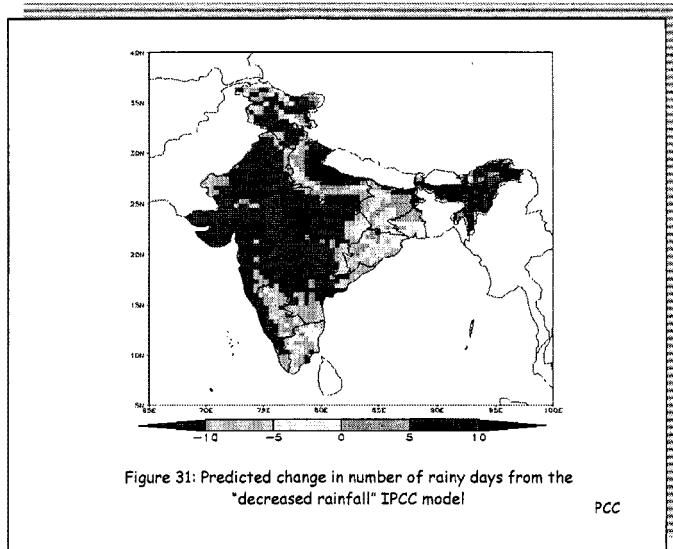 40N
35N
30N
25N
20N
15N
10N
5N
65E 70E 75E 80E 85E 90E 95E 100E
-10 -5 0 5 10
Figure 31: Predicted change in number of rainy days from the
"decreased rainfall" IPCC model
PCC